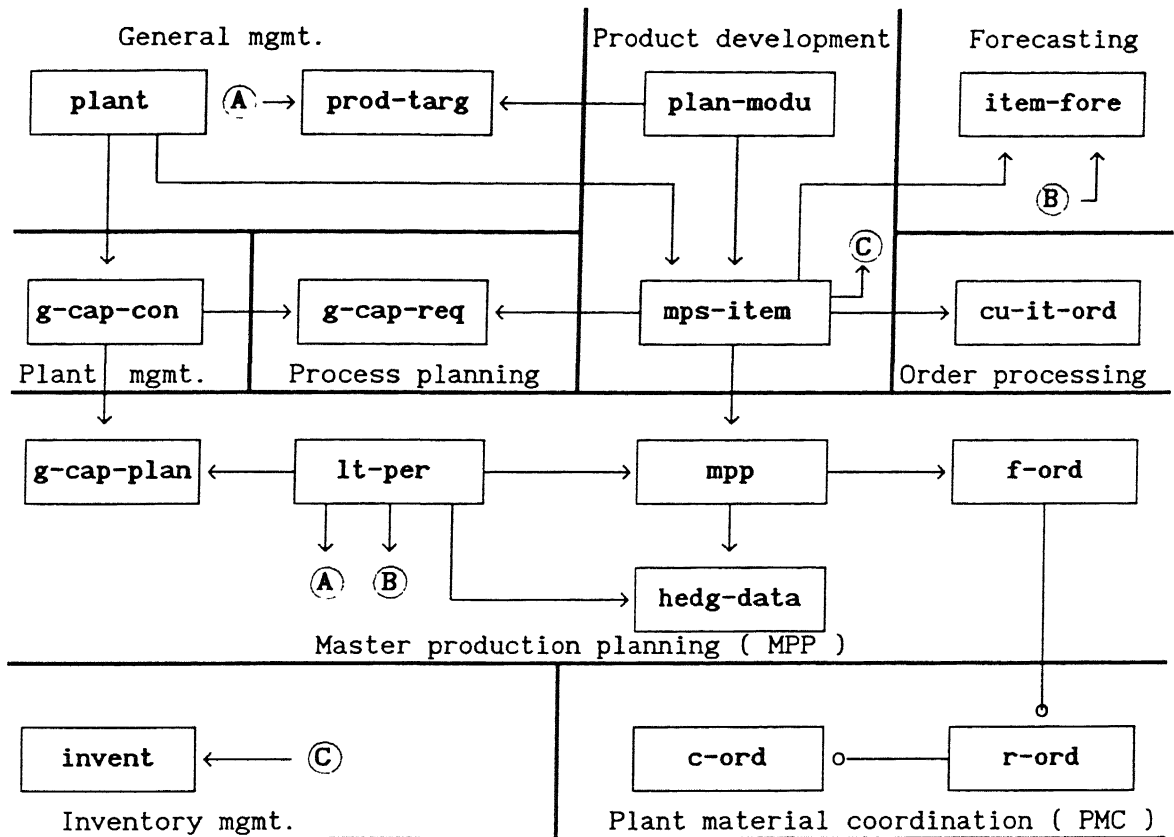 General mgmt.
Product development
Forecasting
plant
A
prod-targ
plan-modu
item-fore
B
C
g-cap-con
g-cap-req
mps-item
cu-it-ord
Plant mgmt.
Process planning
Order processing
g-cap-plan
lt-per
mpp
f-ord
A
B
hedg-data
Master production planning ( MPP )
invent
C
c-ord
r-ord
Inventory mgmt.
Plant material coordination ( PMC )